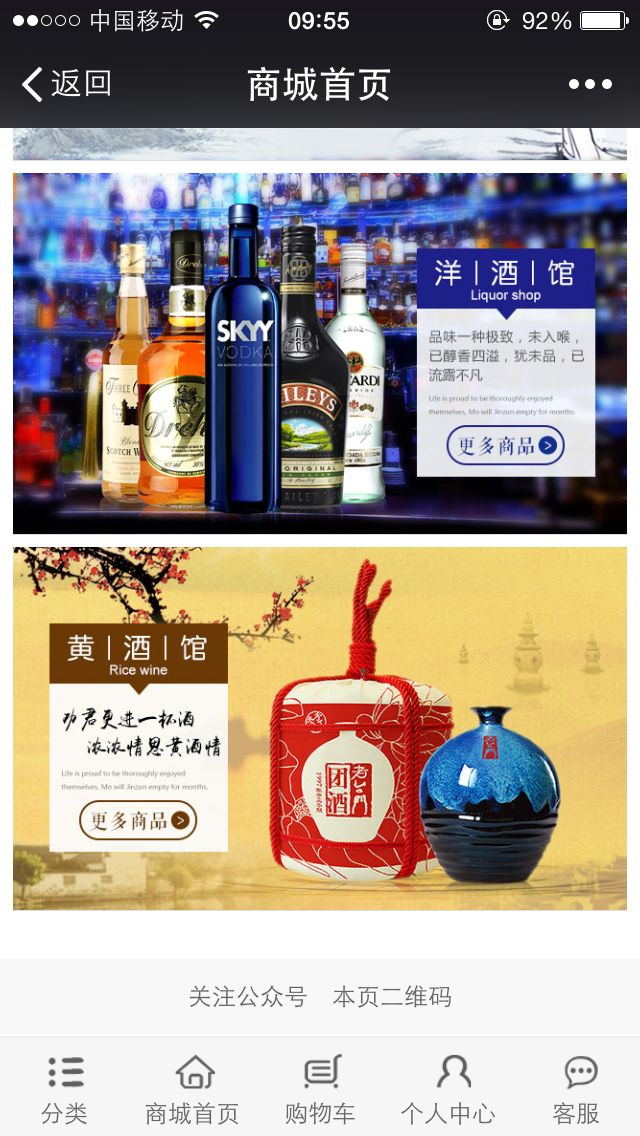 中国移动 09:55 92%
返回 商城首页
洋|酒|馆
Liquor shop
品味一种极致，未入喉，
已醇香四溢，犹未品，已
流露不凡
Life is proud to be thoroughly enjoyed
themselves, Mo will Jinzun empty for months.
更多商品
SKYY
VODKA
BAILEYS
ORIGINAL
SCOTCH
黄|酒|馆
Rice wine
劝君更进一杯酒
浓浓情思黄酒情
Life is proud to be thoroughly enjoyed
themselves, Mo will Jinzun empty for months.
更多商品
团酒
关注公众号 本页二维码
分类 商城首页 购物车 个人中心 客服